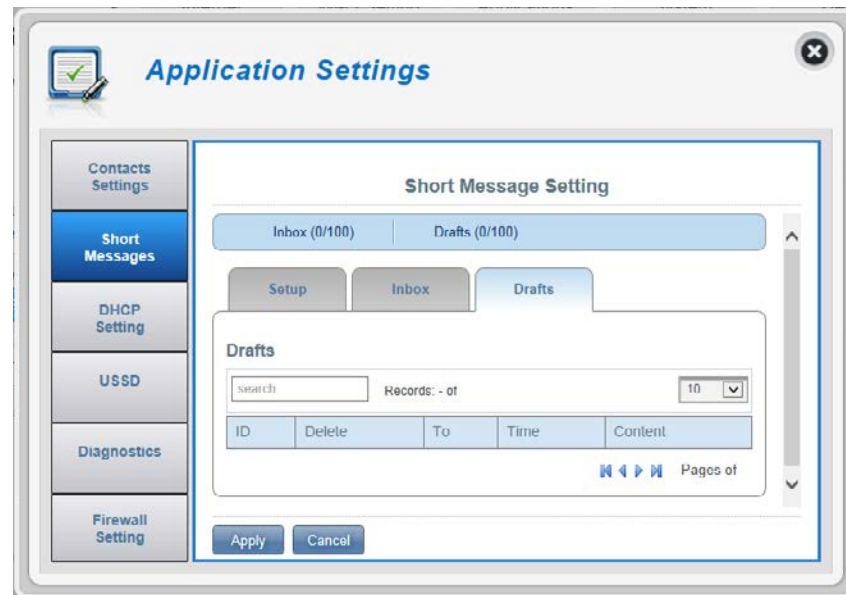 Application Settings
Contacts
Settings
Short
Messages
DHCP
Setting
USSD
Diagnostics
Firewall
Setting
Short Message Setting
Inbox (0/100) Drafts (0/100)
Setup Inbox Drafts
Drafts
search Records: - of 10
ID Delete To Time Content
Pages of
Apply Cancel